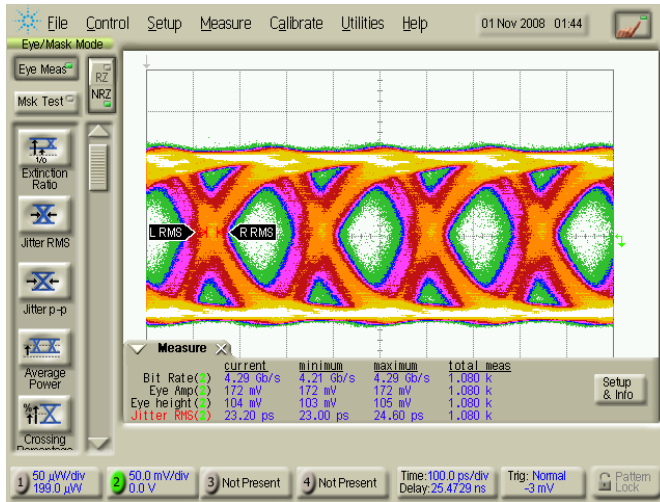 File Control Setup Measure Calibrate Utilities Help 01 Nov 2008 01:44
Eye/Mask Mode
Eye Meas
RZ
NRZ
Msk Test
1/0
Extinction
Ratio
Jitter RMS
Jitter p-p
Average
Power
%
Crossing
Percentage
L RMS R RMS
Measure
current minimum maximum total meas
Bit Rate(2) 4.29 Gb/s 4.21 Gb/s 4.29 Gb/s 1.080 k
Eye Amp(2) 172 mV 172 mV 172 mV 1.080 k
Eye height(2) 104 mV 103 mV 105 mV 1.080 k
Jitter RMS(2) 23.20 ps 23.00 ps 24.60 ps 1.080 k
Setup
& Info
1 50 µW/div
199.0 µW
2 50.0 mV/div
0.0 V
3 Not Present
4 Not Present
Time:100.0 ps/div
Delay:25.4729 ns
Trig: Normal
-3 mV
Pattern
Lock